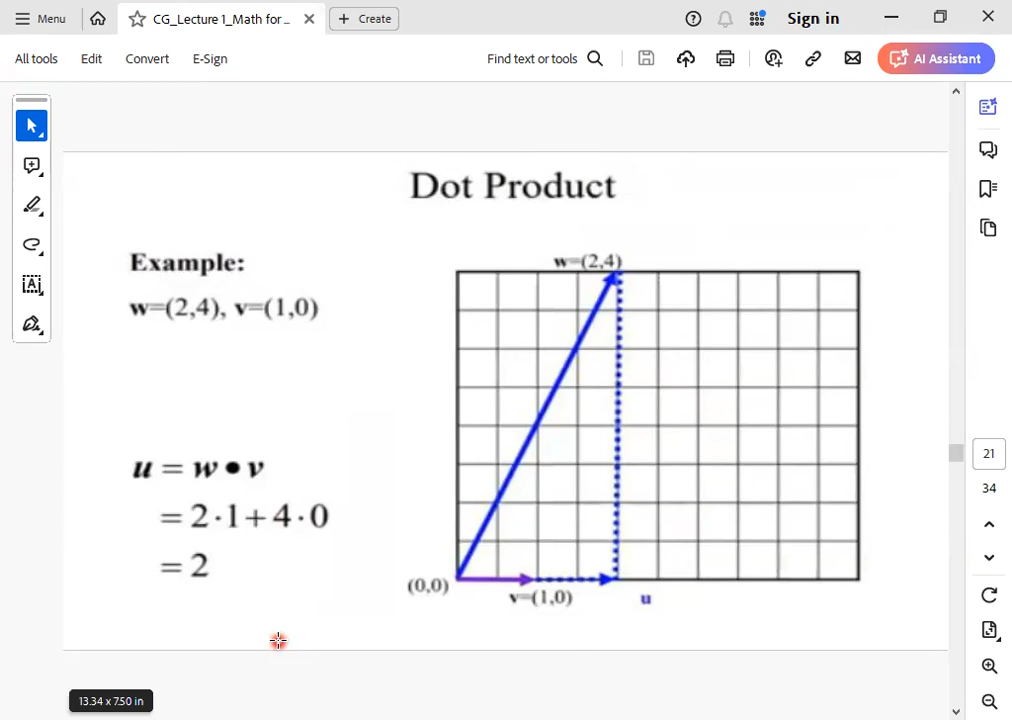 Menu
CG_Lecture 1_Math for ...
Create
Sign in
All tools
Edit
Convert
E-Sign
Find text or tools
AI Assistant
Dot Product
Example:
w=(2,4), v=(1,0)
w=(2,4)
u = w • v
= 2·1+4·0
= 2
(0,0)
v=(1,0)
u
21
34
13.34 x 7.50 in